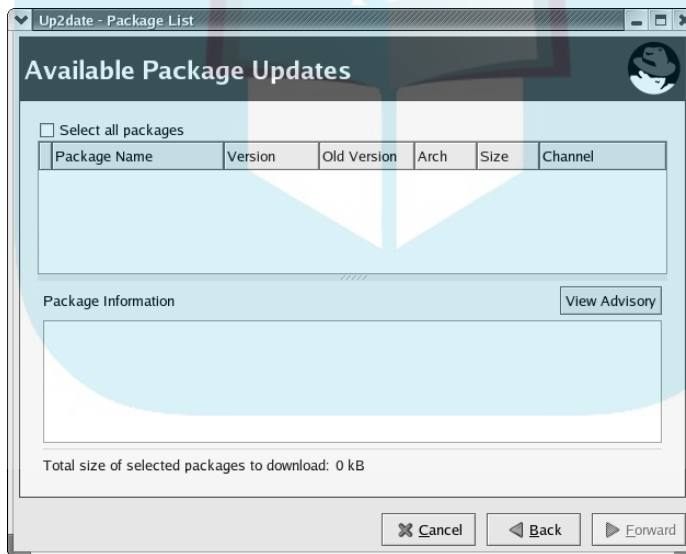 Up2date - Package List
Available Package Updates
Select all packages
Package Name Version Old Version Arch Size Channel
Package Information View Advisory
Total size of selected packages to download: 0 kB
Cancel Back Forward